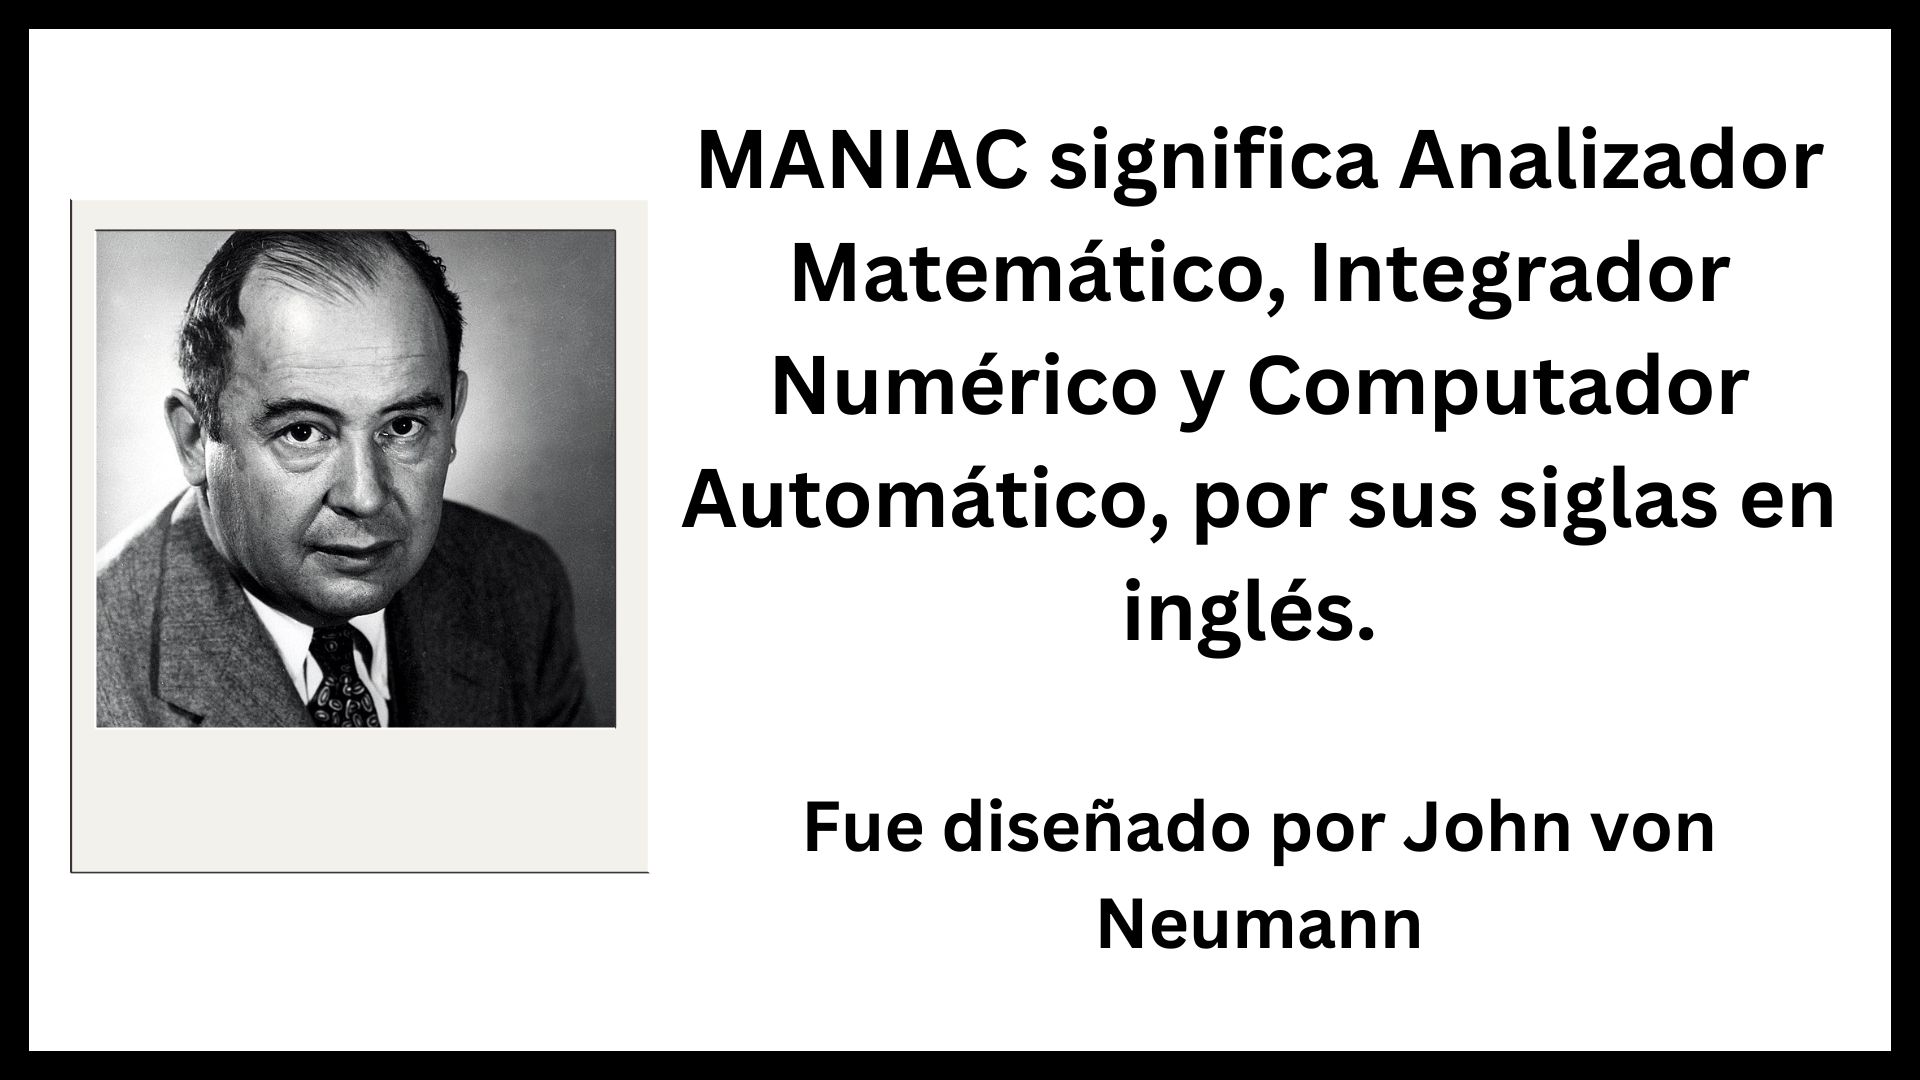 MANIAC significa Analizador
Matemático, Integrador
Numérico y Computador
Automático, por sus siglas en
inglés.
Fue diseñado por John von
Neumann